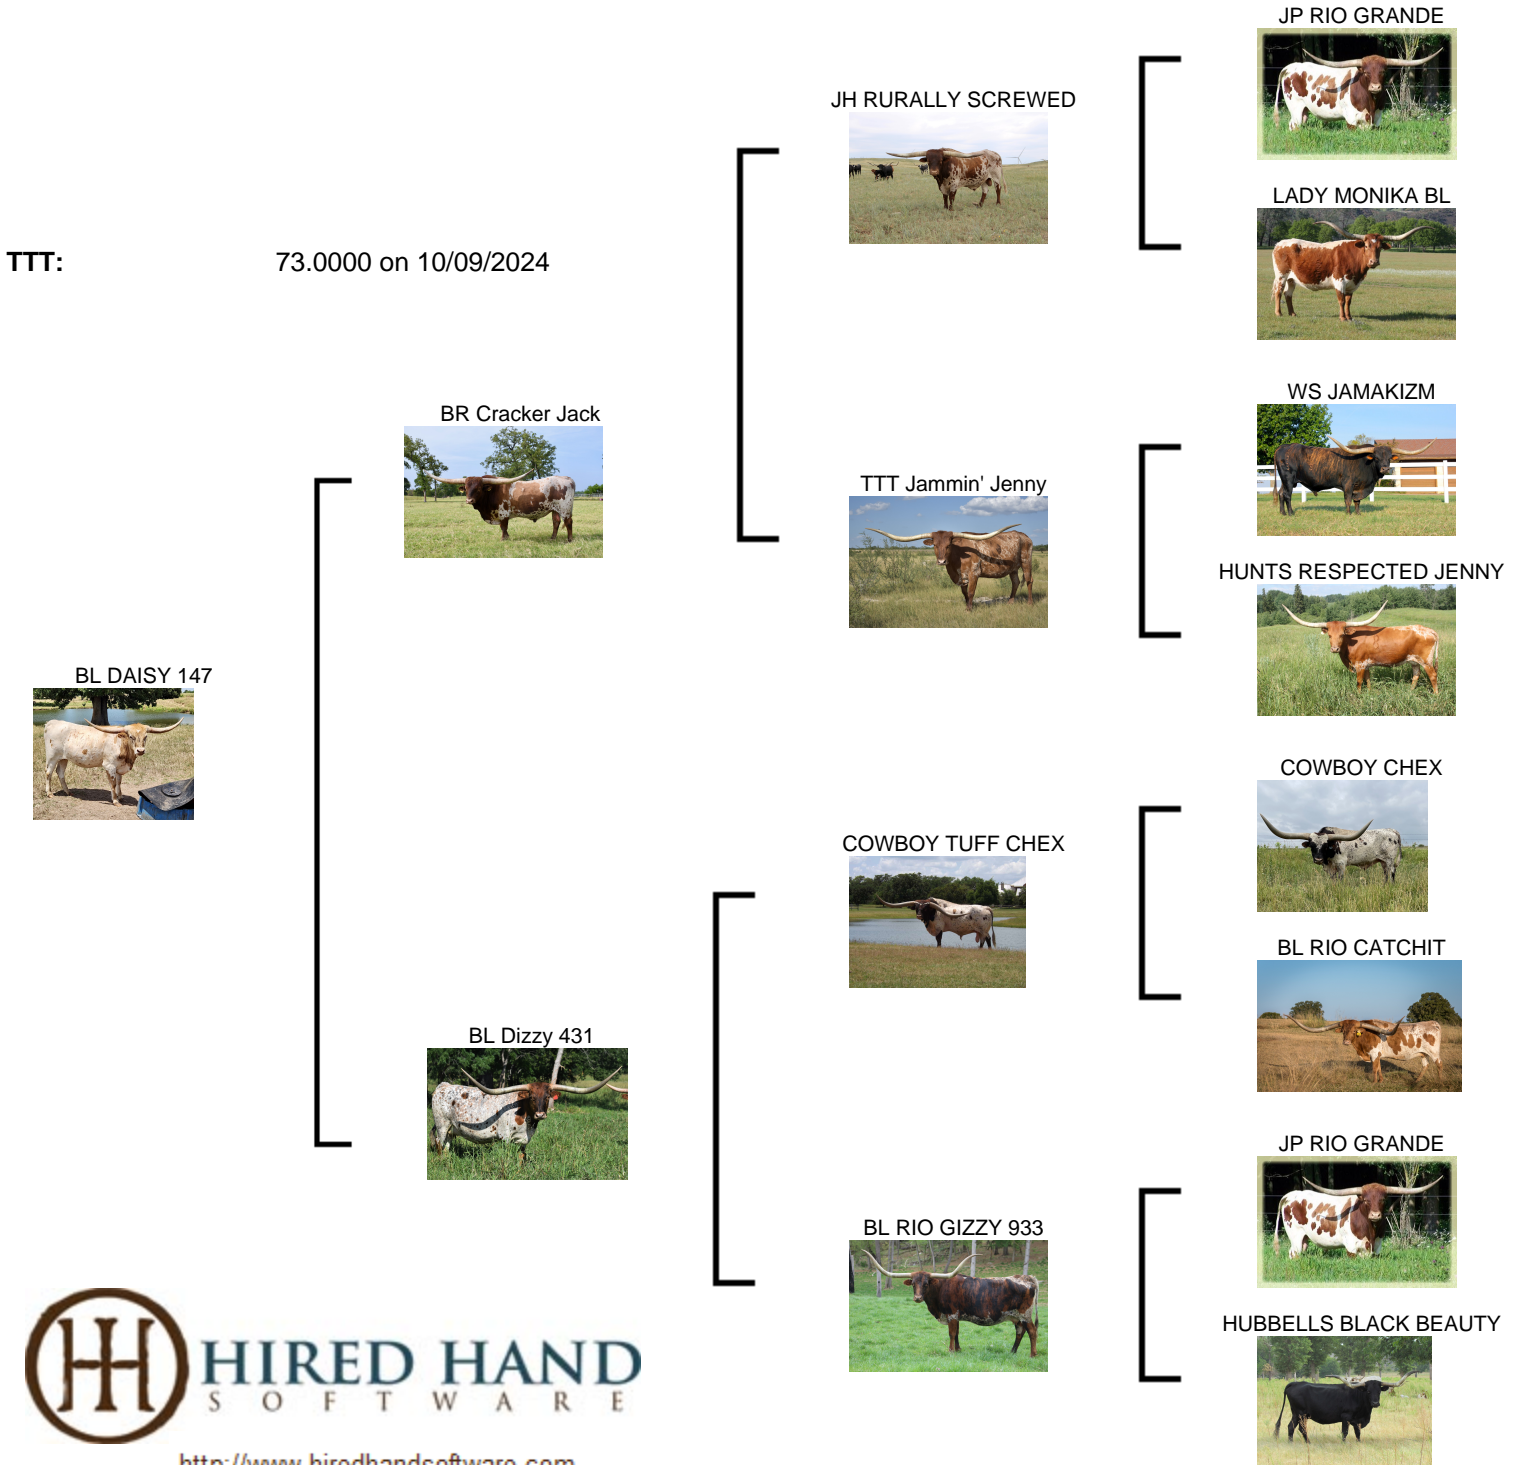 JP RIO GRANDE
JH RURALLY SCREWED
LADY MONIKA BL
TTT: 73.0000 on 10/09/2024
WS JAMAKIZM
BR Cracker Jack
TTT Jammin' Jenny
HUNTS RESPECTED JENNY
BL DAISY 147
COWBOY CHEX
COWBOY TUFF CHEX
BL RIO CATCHIT
BL Dizzy 431
JP RIO GRANDE
BL RIO GIZZY 933
HUBBELLS BLACK BEAUTY
HIRED HAND
SOFTWARE
http://www.hiredhandsoftware.com